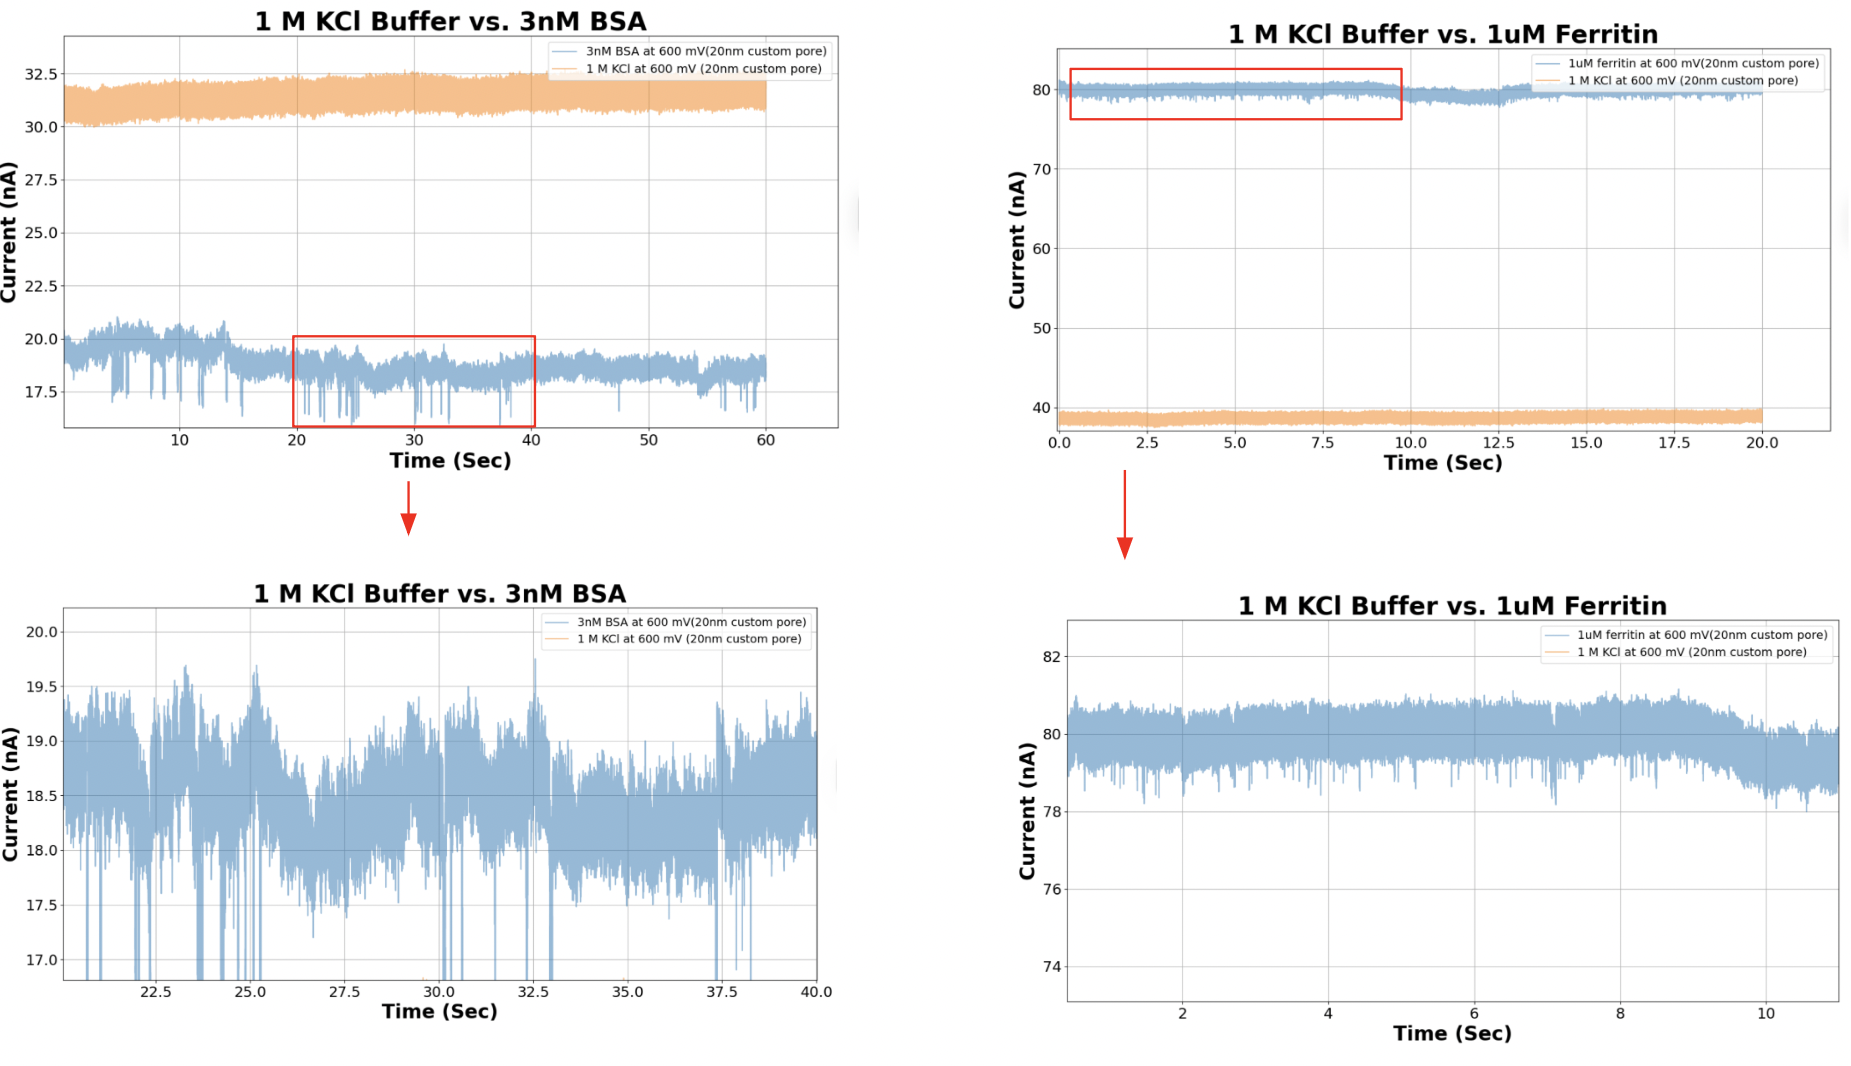 1 M KCl Buffer vs. 3nM BSA
3nM BSA at 600 mV(20nm custom pore)
1 M KCl at 600 mV (20nm custom pore)
32.5
30.0
27.5
25.0
22.5
20.0
17.5
Current (nA)
10 20 30 40 50 60
Time (Sec)
1 M KCl Buffer vs. 1uM Ferritin
1uM ferritin at 600 mV(20nm custom pore)
1 M KCl at 600 mV (20nm custom pore)
80
70
60
50
40
Current (nA)
0.0 2.5 5.0 7.5 10.0 12.5 15.0 17.5 20.0
Time (Sec)
1 M KCl Buffer vs. 3nM BSA
3nM BSA at 600 mV(20nm custom pore)
1 M KCl at 600 mV (20nm custom pore)
20.0
19.5
19.0
18.5
18.0
17.5
17.0
Current (nA)
22.5 25.0 27.5 30.0 32.5 35.0 37.5 40.0
Time (Sec)
1 M KCl Buffer vs. 1uM Ferritin
1uM ferritin at 600 mV(20nm custom pore)
1 M KCl at 600 mV (20nm custom pore)
82
80
78
76
74
Current (nA)
2 4 6 8 10
Time (Sec)